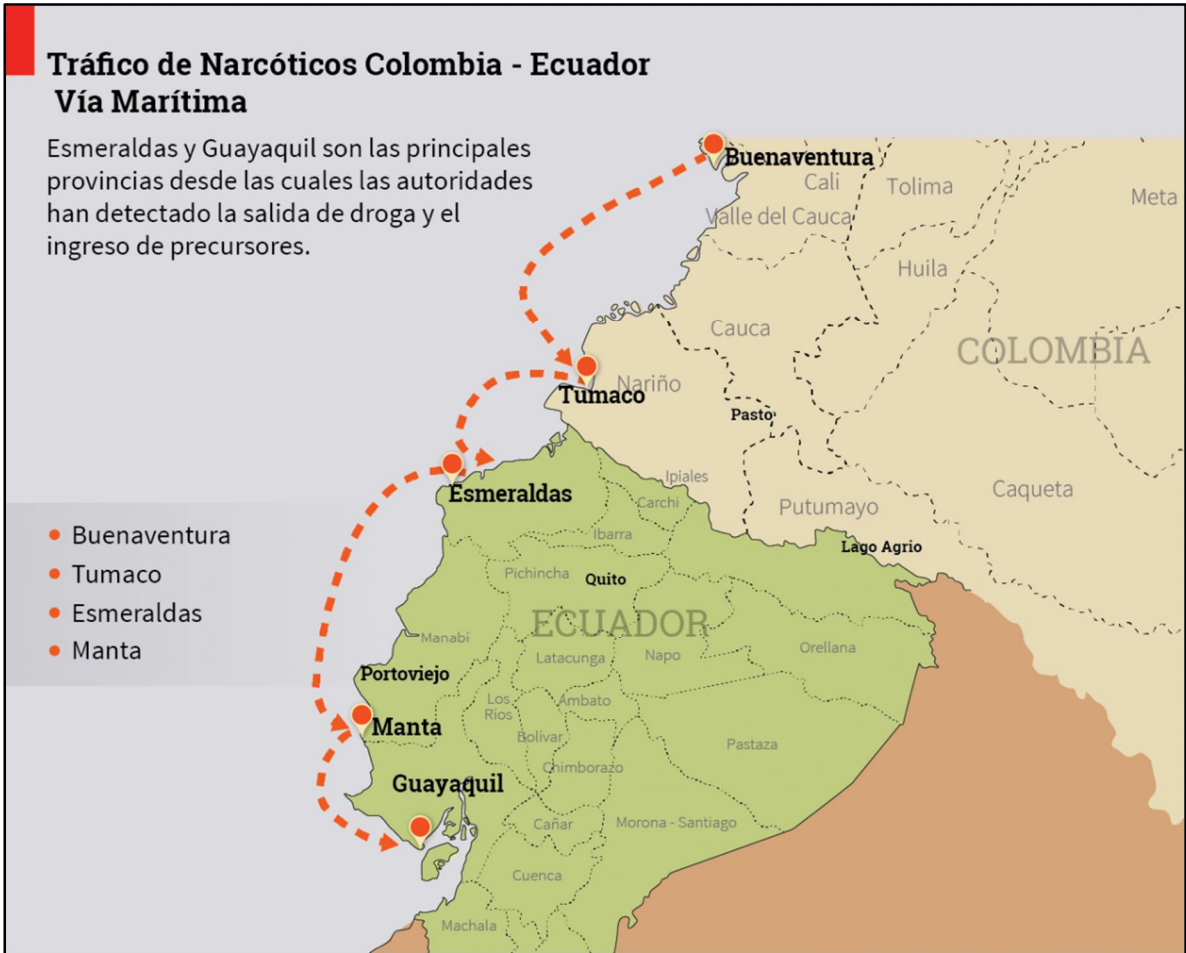 Tráfico de Narcóticos Colombia - Ecuador
Vía Marítima
Esmeraldas y Guayaquil son las principales
provincias desde las cuales las autoridades
han detectado la salida de droga y el
ingreso de precursores.
Buenaventura
Cali
Tolima
Meta
Valle del Cauca
Huila
Cauca
COLOMBIA
Nariño
Tumaco
Pasto
Ipiales
Esmeraldas
Carchi
Putumayo
Caqueta
Ibarra
Lago Agrio
Pichincha
Quito
ECUADOR
Manabí
Latacunga
Napo
Orellana
Portoviejo
Los
Rios
Ambato
Manta
Bolívar
Pastaza
Chimborazo
Guayaquil
Cañar
Morona - Santiago
Cuenca
Machala
Buenaventura
Tumaco
Esmeraldas
Manta